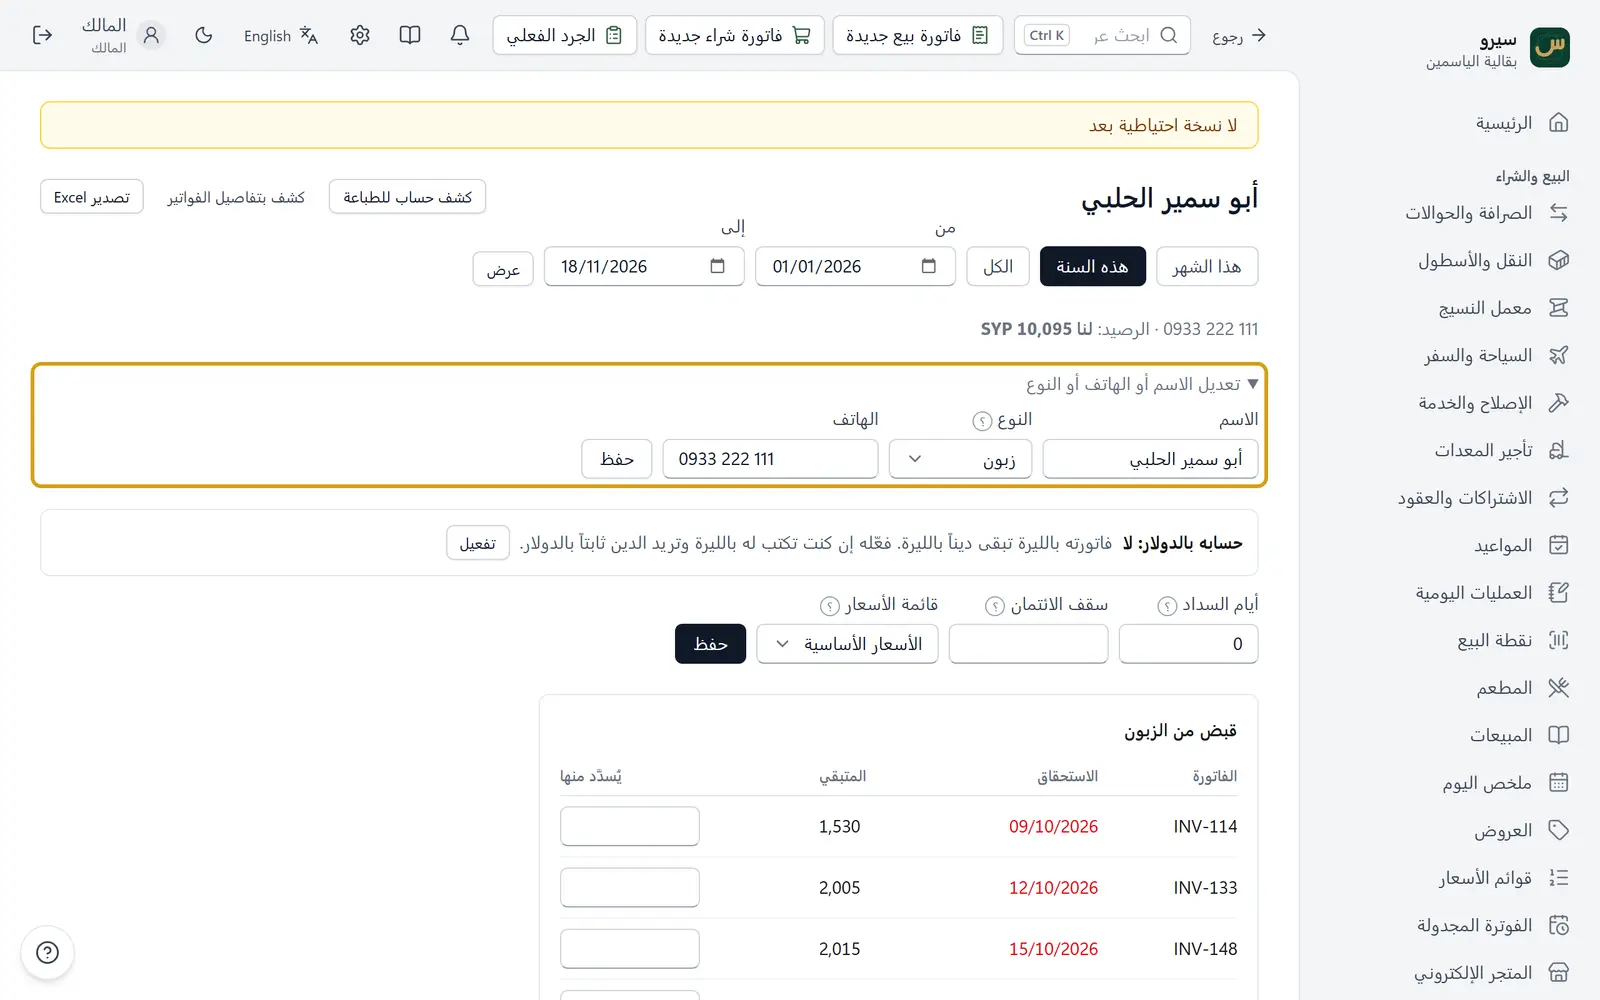 سيرو
بقالية الياسمين
رجوع
ابحث عر
Ctrl K
فاتورة بيع جديدة
فاتورة شراء جديدة
الجرد الفعلي
English
المالك
المالك
الرئيسية
البيع والشراء
الصرافة والحوالات
النقل والأسطول
معمل النسيج
السياحة والسفر
الإصلاح والخدمة
تأجير المعدات
الاشتراكات والعقود
المواعيد
العمليات اليومية
نقطة البيع
المطعم
المبيعات
ملخص اليوم
العروض
قوائم الأسعار
الفوترة المجدولة
المتجر الإلكتروني
لا نسخة احتياطية بعد
أبو سمير الحلبي
كشف حساب للطباعة
كشف بتفاصيل الفواتير
تصدير Excel
من
إلى
هذا الشهر
هذه السنة
الكل
01/01/2026
18/11/2026
عرض
0933 222 111 · الرصيد: لنا 10,095 SYP
▼ تعديل الاسم أو الهاتف أو النوع
الاسم
النوع ؟
الهاتف
أبو سمير الحلبي
زبون
0933 222 111
حفظ
حسابه بالدولار: لا فاتورته بالليرة تبقى ديناً بالليرة. فعّله إن كنت تكتب له بالليرة وتريد الدين ثابتاً بالدولار. تفعيل
أيام السداد ؟
سقف الائتمان ؟
قائمة الأسعار ؟
0
الأسعار الأساسية
حفظ
قبض من الزبون
الفاتورة الاستحقاق المتبقي يُسدَّد منها
INV-114 09/10/2026 1,530
INV-133 12/10/2026 2,005
INV-148 15/10/2026 2,015